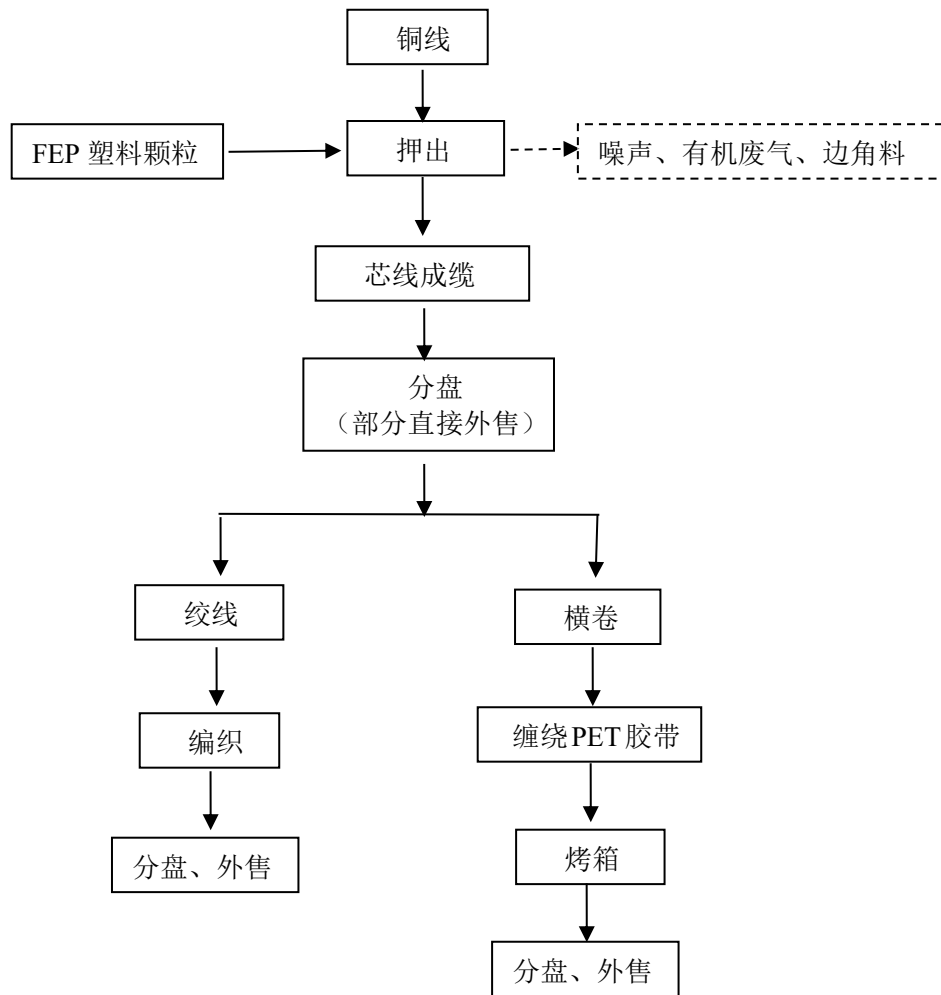 铜线
FEP 塑料颗粒
押出
噪声、有机废气、边角料
芯线成缆
分盘
（部分直接外售）
绞线
横卷
编织
缠绕PET胶带
分盘、外售
烤箱
分盘、外售